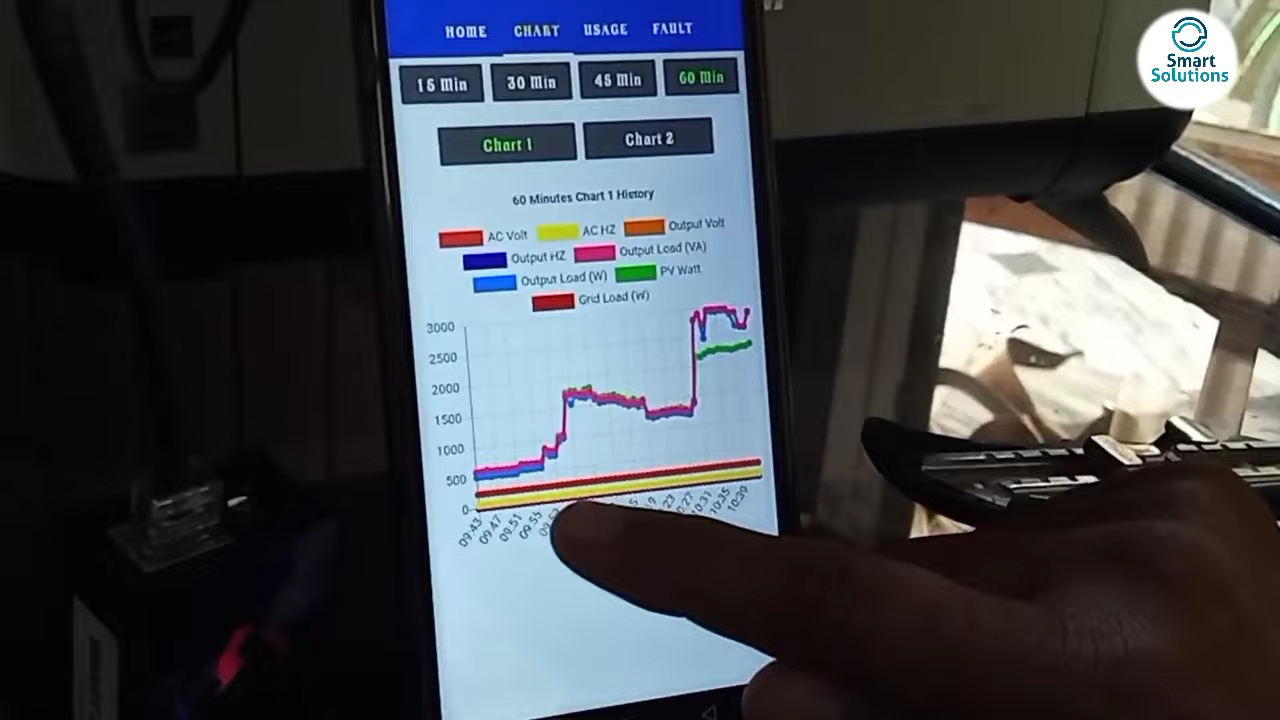 Smart
Solutions
HOME CHART USAGE FAULT
15 Min 30 Min 45 Min 60 Min
Chart 1 Chart 2
60 Minutes Chart 1 History
AC Volt AC HZ Output Volt
Output HZ Output Load (VA)
Output Load (W) PV Watt
Grid Load (W)
3000
2500
2000
1500
1000
500
0
09:43 09:47 09:51 09:55 10:31 10:35 10:39